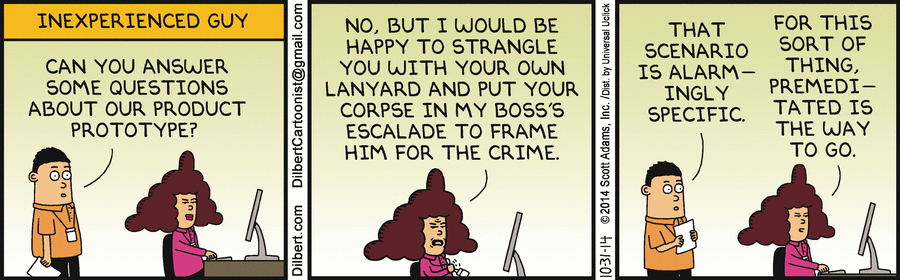 INEXPERIENCED GUY
CAN YOU ANSWER
SOME QUESTIONS
ABOUT OUR PRODUCT
PROTOTYPE?
Dilbert.com DilbertCartoonist@gmail.com
NO, BUT I WOULD BE
HAPPY TO STRANGLE
YOU WITH YOUR OWN
LANYARD AND PUT YOUR
CORPSE IN MY BOSS'S
ESCALADE TO FRAME
HIM FOR THE CRIME.
10-31-14 © 2014 Scott Adams, Inc. /Dist. by Universal Uclick
THAT
SCENARIO
IS ALARM-
INGLY
SPECIFIC.
FOR THIS
SORT OF
THING,
PREMEDI-
TATED IS
THE WAY
TO GO.